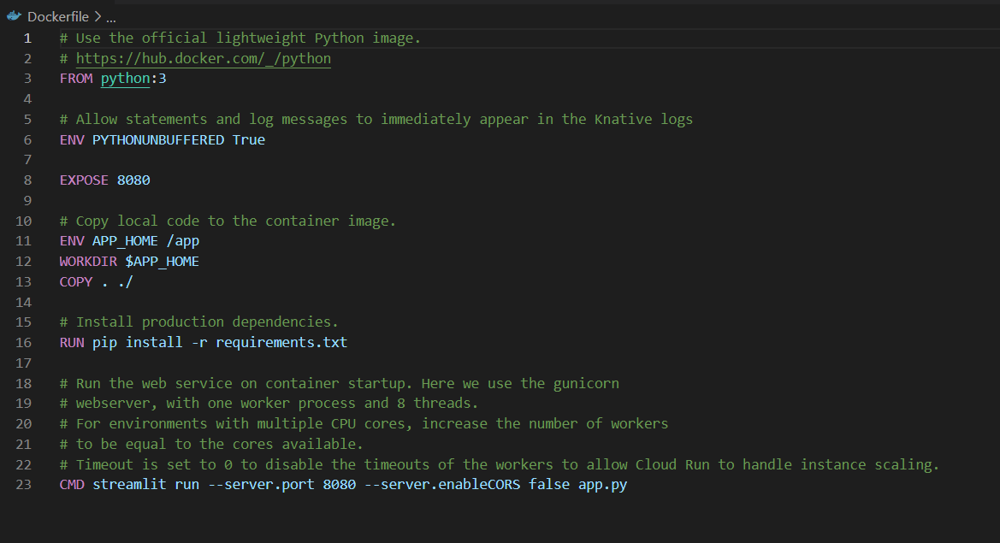 Dockerfile > ...
1 # Use the official lightweight Python image.
2 # https://hub.docker.com/_/python
3 FROM python:3
4
5 # Allow statements and log messages to immediately appear in the Knative logs
6 ENV PYTHONUNBUFFERED True
7
8 EXPOSE 8080
9
10 # Copy local code to the container image.
11 ENV APP_HOME /app
12 WORKDIR $APP_HOME
13 COPY . ./
14
15 # Install production dependencies.
16 RUN pip install -r requirements.txt
17
18 # Run the web service on container startup. Here we use the gunicorn
19 # webserver, with one worker process and 8 threads.
20 # For environments with multiple CPU cores, increase the number of workers
21 # to be equal to the cores available.
22 # Timeout is set to 0 to disable the timeouts of the workers to allow Cloud Run to handle instance scaling.
23 CMD streamlit run --server.port 8080 --server.enableCORS false app.py